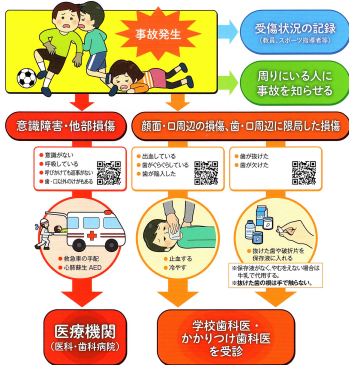 事故発生
受傷状況の記録
（教員、スポーツ指導者等）
周りにいる人に
事故を知らせる
意識障害・他部損傷
顔面・口周辺の損傷、歯・口周辺に限局した損傷
● 意識がない
● 呼吸している
● 呼びかけても返事がない
● 歯・口以外のけがもある
● 出血している
● 歯がぐらぐらしている
● 歯が陥入した
● 歯が抜けた
● 歯が欠けた
● 救急車の手配
● 心肺蘇生 AED
● 止血する
● 冷やす
● 抜けた歯や破折片を
保存液に入れる
※保存液がなく、やむをえない場合は
牛乳で代用する。
※抜けた歯の根は手で触らない。
医療機関
（医科・歯科病院）
学校歯科医・
かかりつけ歯科医
を受診